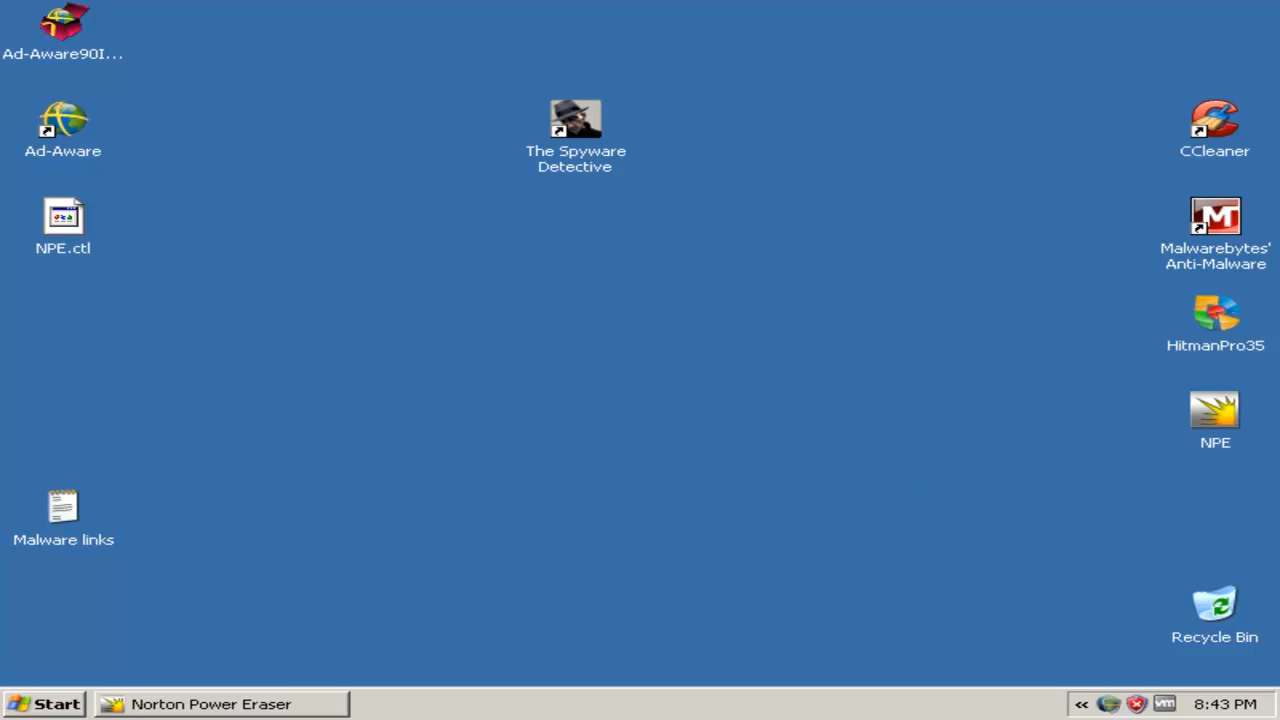 Ad-Aware90I...
Ad-Aware
The Spyware
Detective
CCleaner
NPE.ctl
Malwarebytes'
Anti-Malware
HitmanPro35
NPE
Malware links
Recycle Bin
Start
Norton Power Eraser
«
vm
8:43 PM